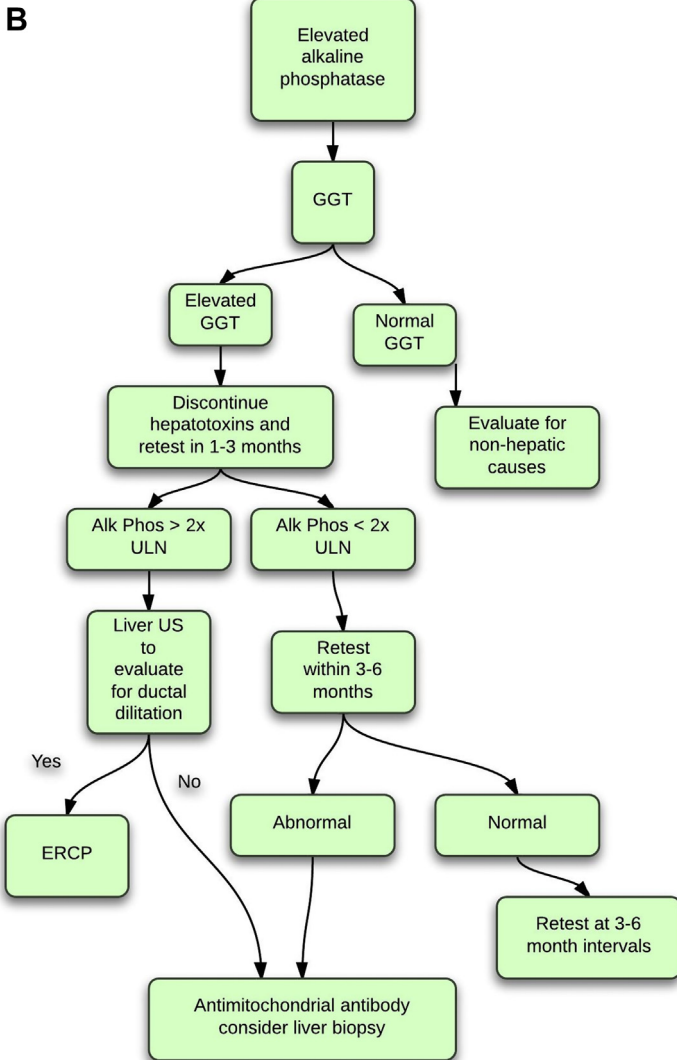 B
Elevated
alkaline
phosphatase
GGT
Elevated
GGT
Normal
GGT
Discontinue
hepatotoxins and
retest in 1-3 months
Evaluate for
non-hepatic
causes
Alk Phos > 2x
ULN
Alk Phos < 2x
ULN
Liver US
to
evaluate
for ductal
dilitation
Retest
within 3-6
months
Yes
No
ERCP
Abnormal
Normal
Retest at 3-6
month intervals
Antimitochondrial antibody
consider liver biopsy